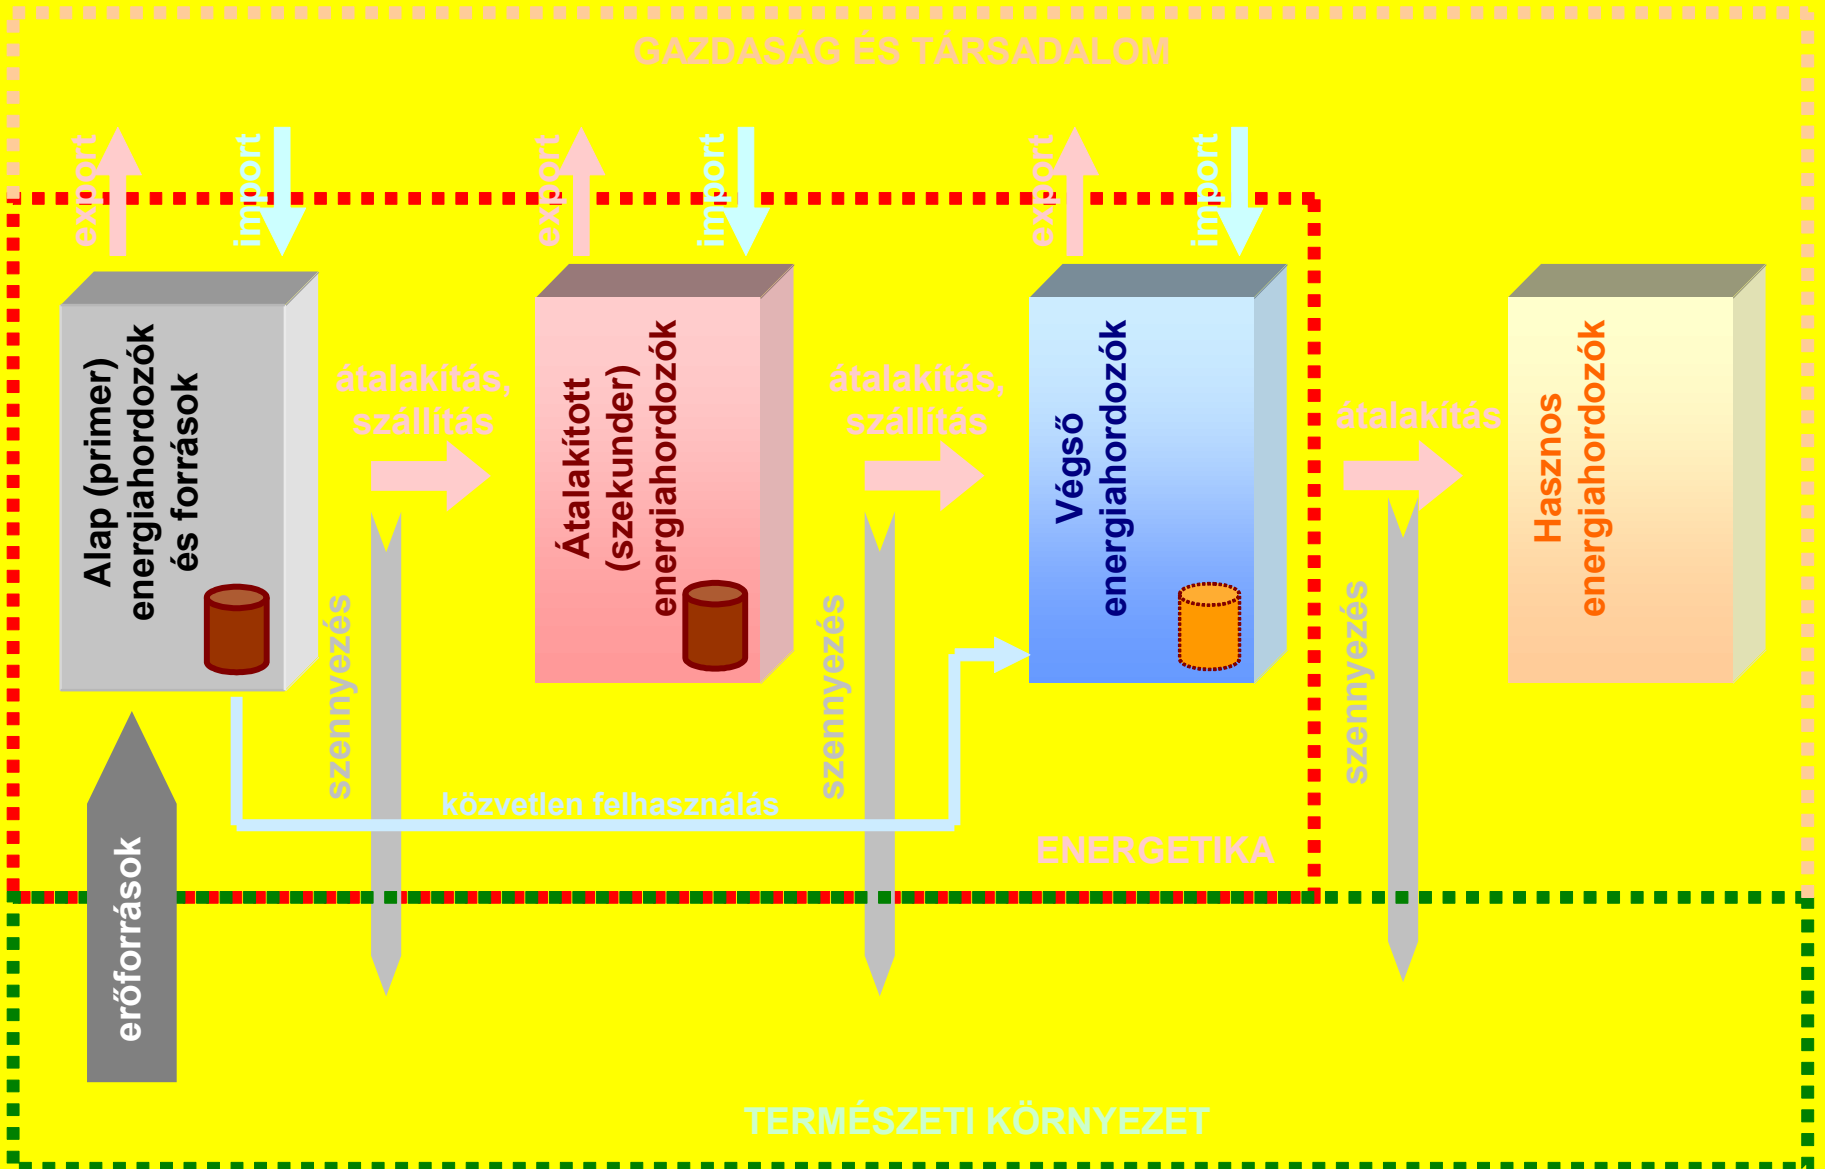 GAZDASÁG ÉS TÁRSADALOM
export
import
export
import
export
import
Alap (primer)
energiahordozók
és források
átalakítás,
szállítás
Átalakított
(szekunder)
energiahordozók
átalakítás,
szállítás
Végső
energiahordozók
átalakítás
Hasznos
energiahordozók
szennyezés
szennyezés
szennyezés
közvetlen felhasználás
ENERGETIKA
erőforrások
TERMÉSZETI KÖRNYEZET